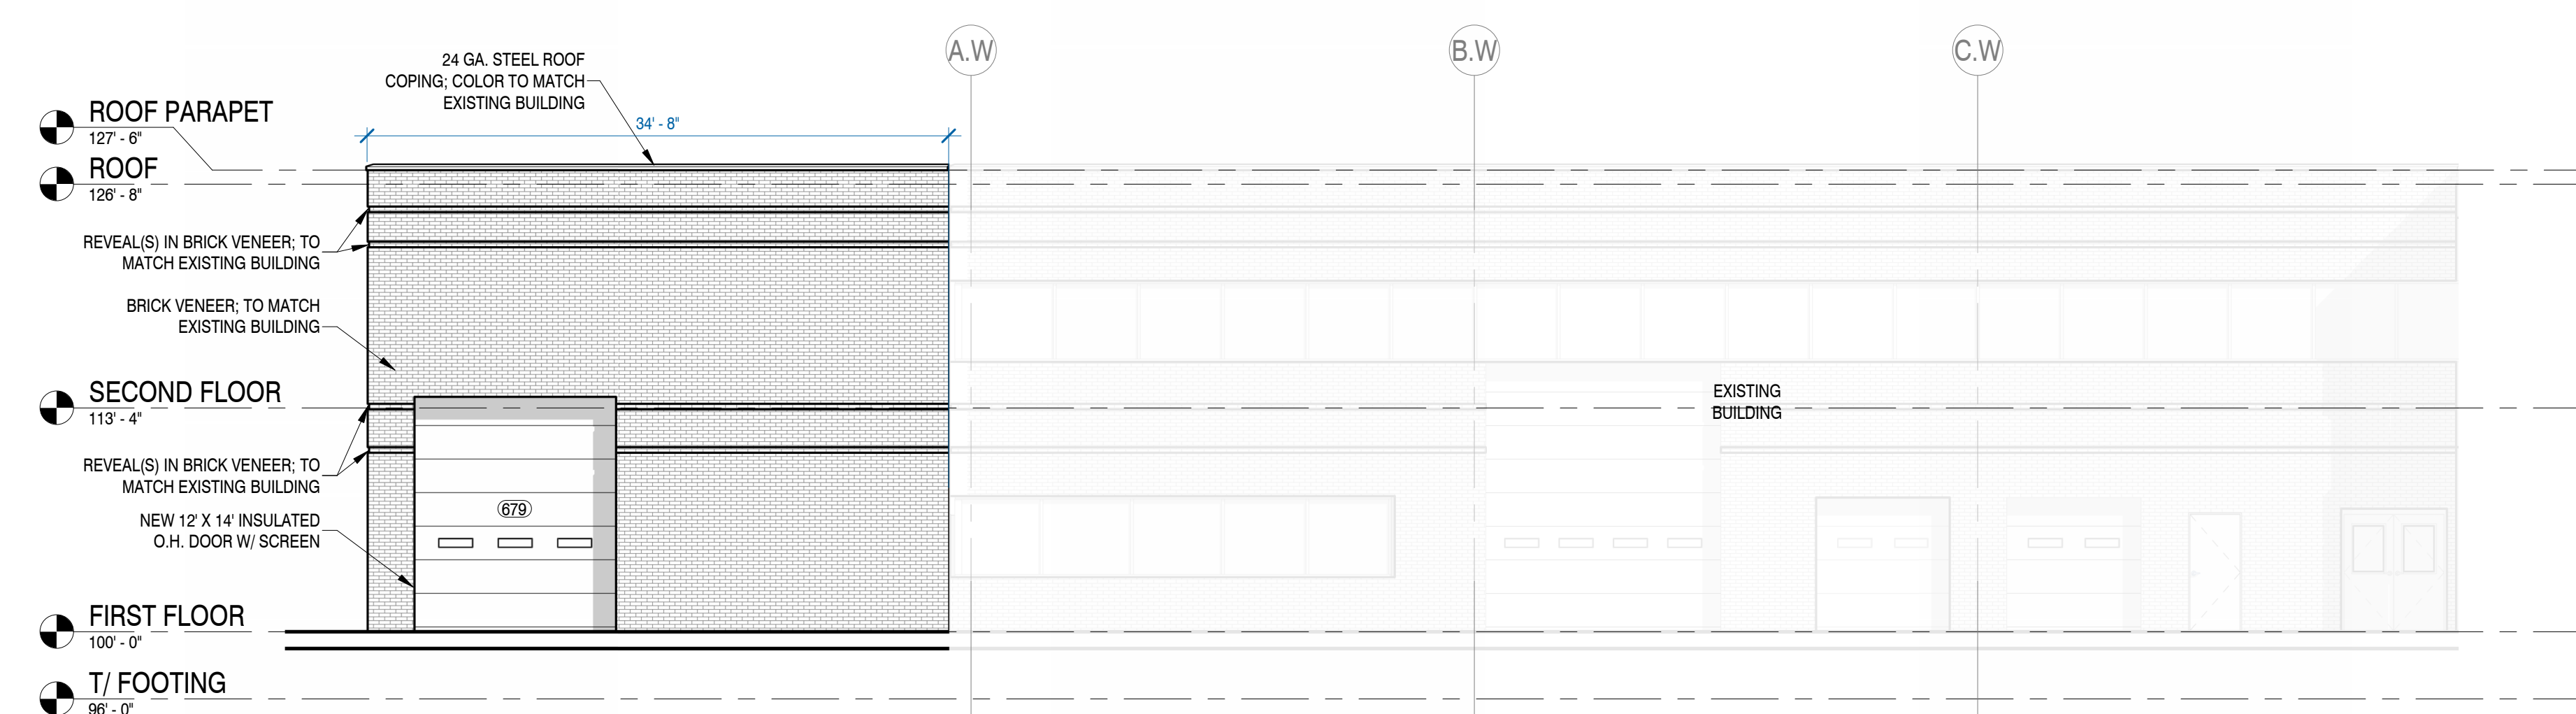 A.W
B.W
C.W
24 GA. STEEL ROOF
COPING; COLOR TO MATCH
EXISTING BUILDING
ROOF PARAPET
127' - 6"
34' - 8"
ROOF
126' - 8"
REVEAL(S) IN BRICK VENEER; TO
MATCH EXISTING BUILDING
BRICK VENEER; TO MATCH
EXISTING BUILDING
SECOND FLOOR
113' - 4"
EXISTING
BUILDING
REVEAL(S) IN BRICK VENEER; TO
MATCH EXISTING BUILDING
679
NEW 12' X 14' INSULATED
O.H. DOOR W/ SCREEN
FIRST FLOOR
100' - 0"
T/ FOOTING
96' - 0"